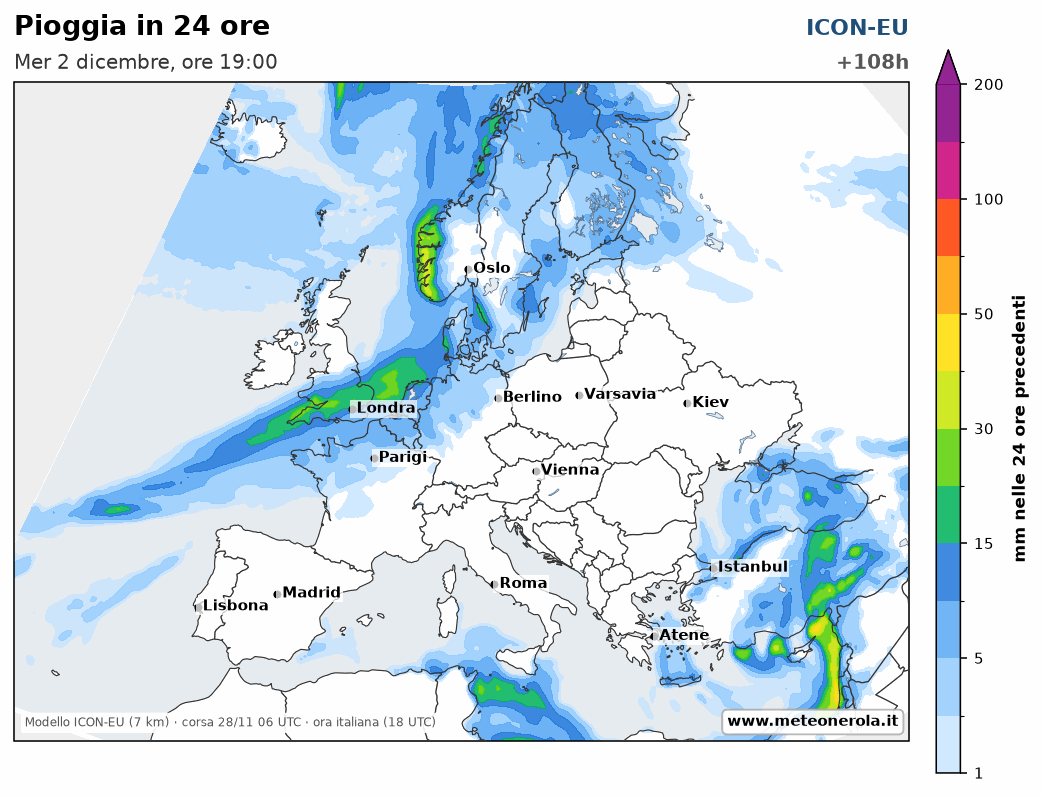 Pioggia in 24 ore
ICON-EU
Mer 2 dicembre, ore 19:00
+108h
200
100
50
30
15
5
1
mm nelle 24 ore precedenti
Oslo
Berlino
Varsavia
Kiev
Londra
Parigi
Vienna
Istanbul
Roma
Madrid
Lisbona
Atene
Modello ICON-EU (7 km) · corsa 28/11 06 UTC · ora italiana (18 UTC)
www.meteonerola.it